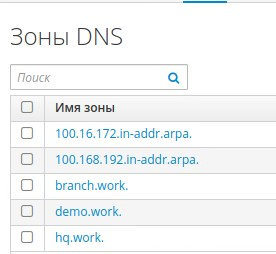 Зоны DNS
Поиск
Имя зоны
100.16.172.in-addr.arpa.
100.168.192.in-addr.arpa.
branch.work.
demo.work.
hq.work.